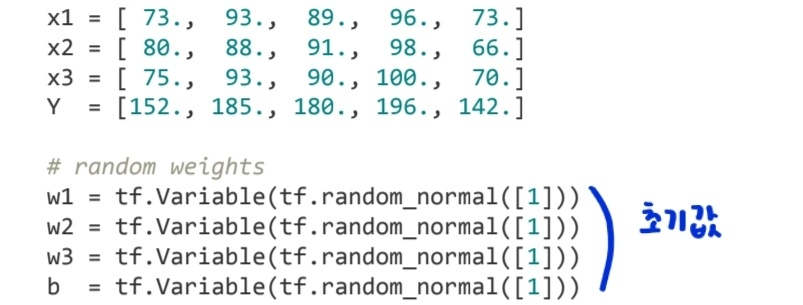 x1 = [ 73., 93., 89., 96., 73.]
x2 = [ 80., 88., 91., 98., 66.]
x3 = [ 75., 93., 90., 100., 70.]
Y  = [152., 185., 180., 196., 142.]
# random weights
w1 = tf.Variable(tf.random_normal([1]))
w2 = tf.Variable(tf.random_normal([1]))
w3 = tf.Variable(tf.random_normal([1]))
b  = tf.Variable(tf.random_normal([1]))
초기값